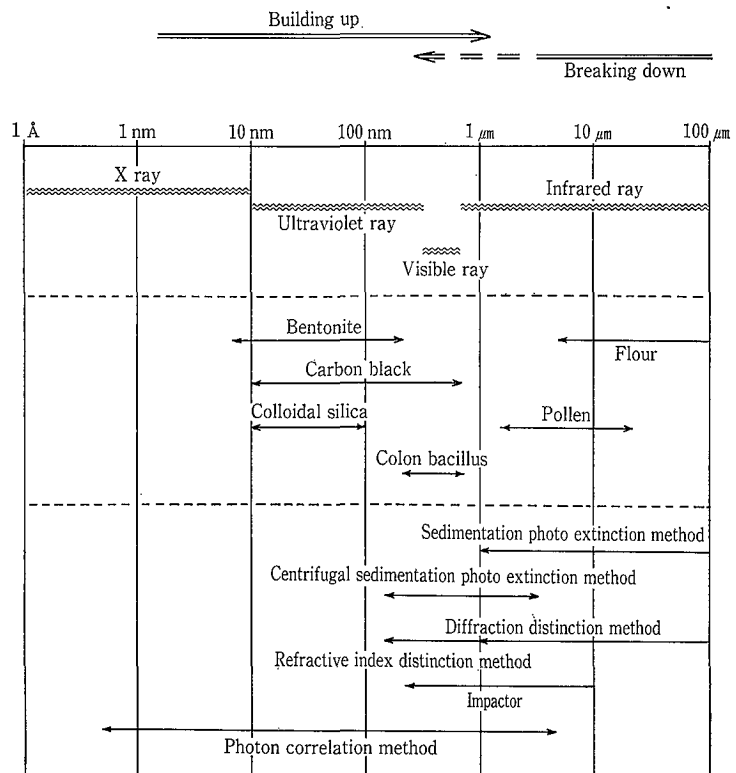 Building up
Breaking down
1 Å 1 nm 10 nm 100 nm 1 μm 10 μm 100 μm
X ray
Infrared ray
Ultraviolet ray
Visible ray
Bentonite
Flour
Carbon black
Colloidal silica
Pollen
Colon bacillus
Sedimentation photo extinction method
Centrifugal sedimentation photo extinction method
Diffraction distinction method
Refractive index distinction method
Impactor
Photon correlation method